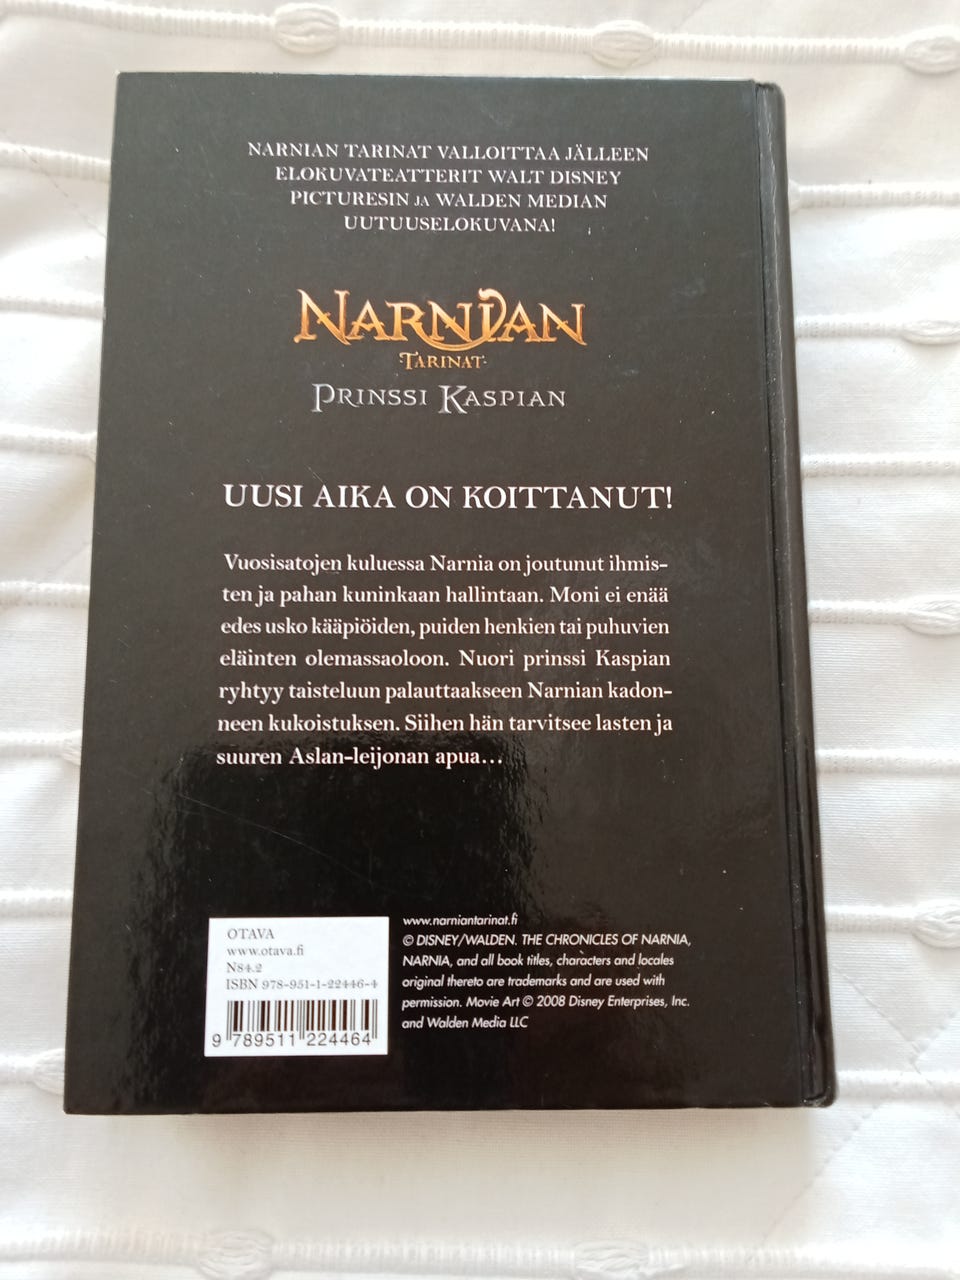 NARNIAN TARINAT VALLOITTAA JÄLLEEN
ELOKUVATEATTERIT WALT DISNEY
PICTURESIN JA WALDEN MEDIAN
UUTUUSELOKUVANA!
NARNIAN
TARINAT
PRINSSI KASPIAN
UUSI AIKA ON KOITTANUT!
Vuosisatojen kuluessa Narnia on joutunut ihmis-
ten ja pahan kuninkaan hallintaan. Moni ei enää
edes usko kääpiöiden, puiden henkien tai puhuvien
eläinten olemassaoloon. Nuori prinssi Kaspian
ryhtyy taisteluun palauttaakseen Narnian kadon-
neen kukoistuksen. Siihen hän tarvitsee lasten ja
suuren Aslan-leijonan apua…
OTAVA
www.otava.fi
N84.2
ISBN 978-951-1-22446-4
9 789511 224464
www.narniantarinat.fi
© DISNEY/WALDEN. THE CHRONICLES OF NARNIA,
NARNIA, and all book titles, characters and locales
original thereto are trademarks and are used with
permission. Movie Art © 2008 Disney Enterprises, Inc.
and Walden Media LLC